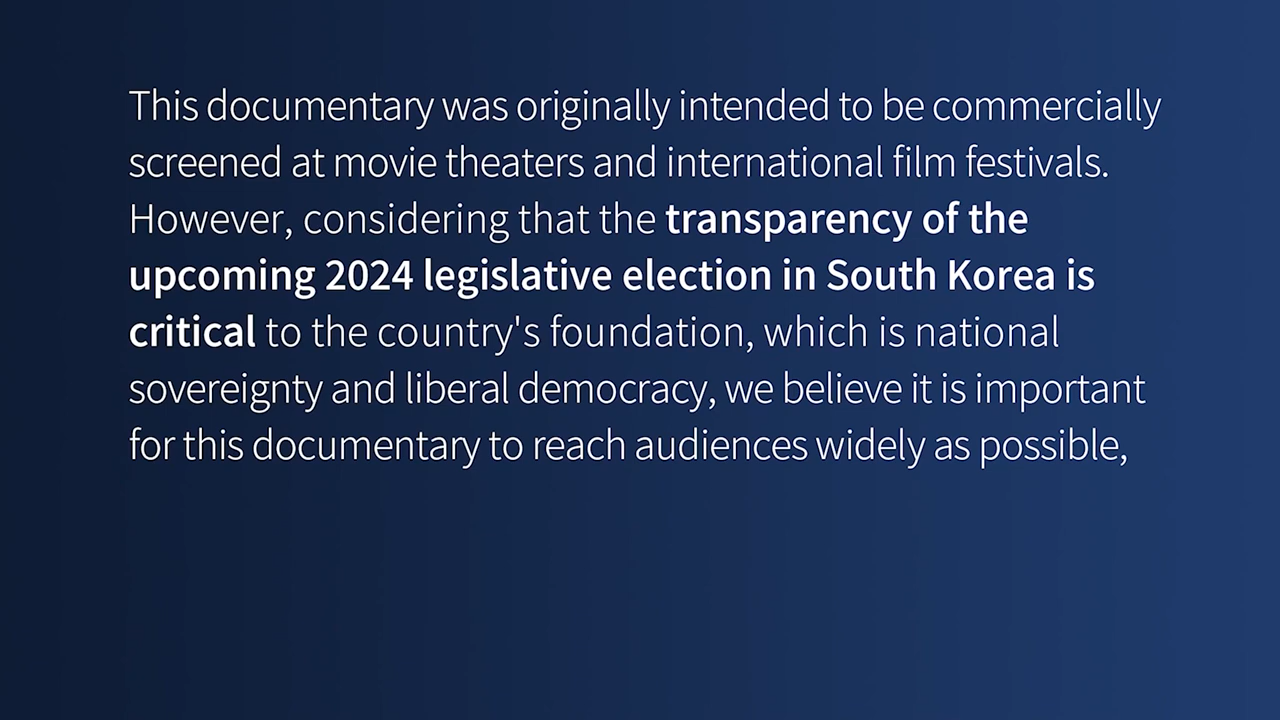 This documentary was originally intended to be commercially
screened at movie theaters and international film festivals.
However, considering that the transparency of the
upcoming 2024 legislative election in South Korea is
critical to the country's foundation, which is national
sovereignty and liberal democracy, we believe it is important
for this documentary to reach audiences widely as possible,